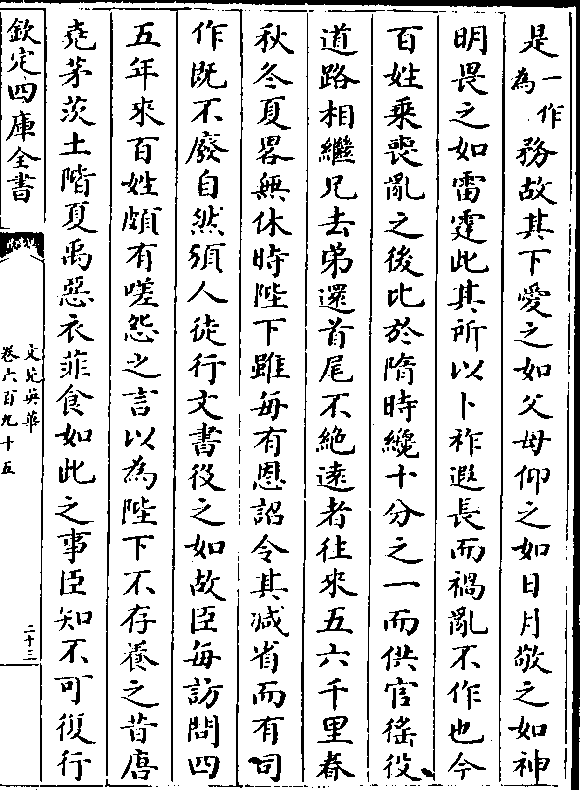 是一作為務故其下愛之如父母仰之如日月敬之如神
明畏之如雷霆此其所以卜祚遐長而禍亂不作也今
百姓乗喪亂之後比於隋時纔十分之一而供官徭役
道路相繼兄去弟還首尾不絶逺者往來五六千里春
秋冬夏畧無休時陛下雖每有恩詔令其減省而有司
作既不廢自然須人徒行文書役之如故臣每訪問四
五年來百姓頗有嗟怨之言以為陛下不存養之昔唐
堯茅茨土階夏禹惡衣菲食如此之事臣知不可復行
欽定四庫全書
文苑英華
卷六百九十五
二十三